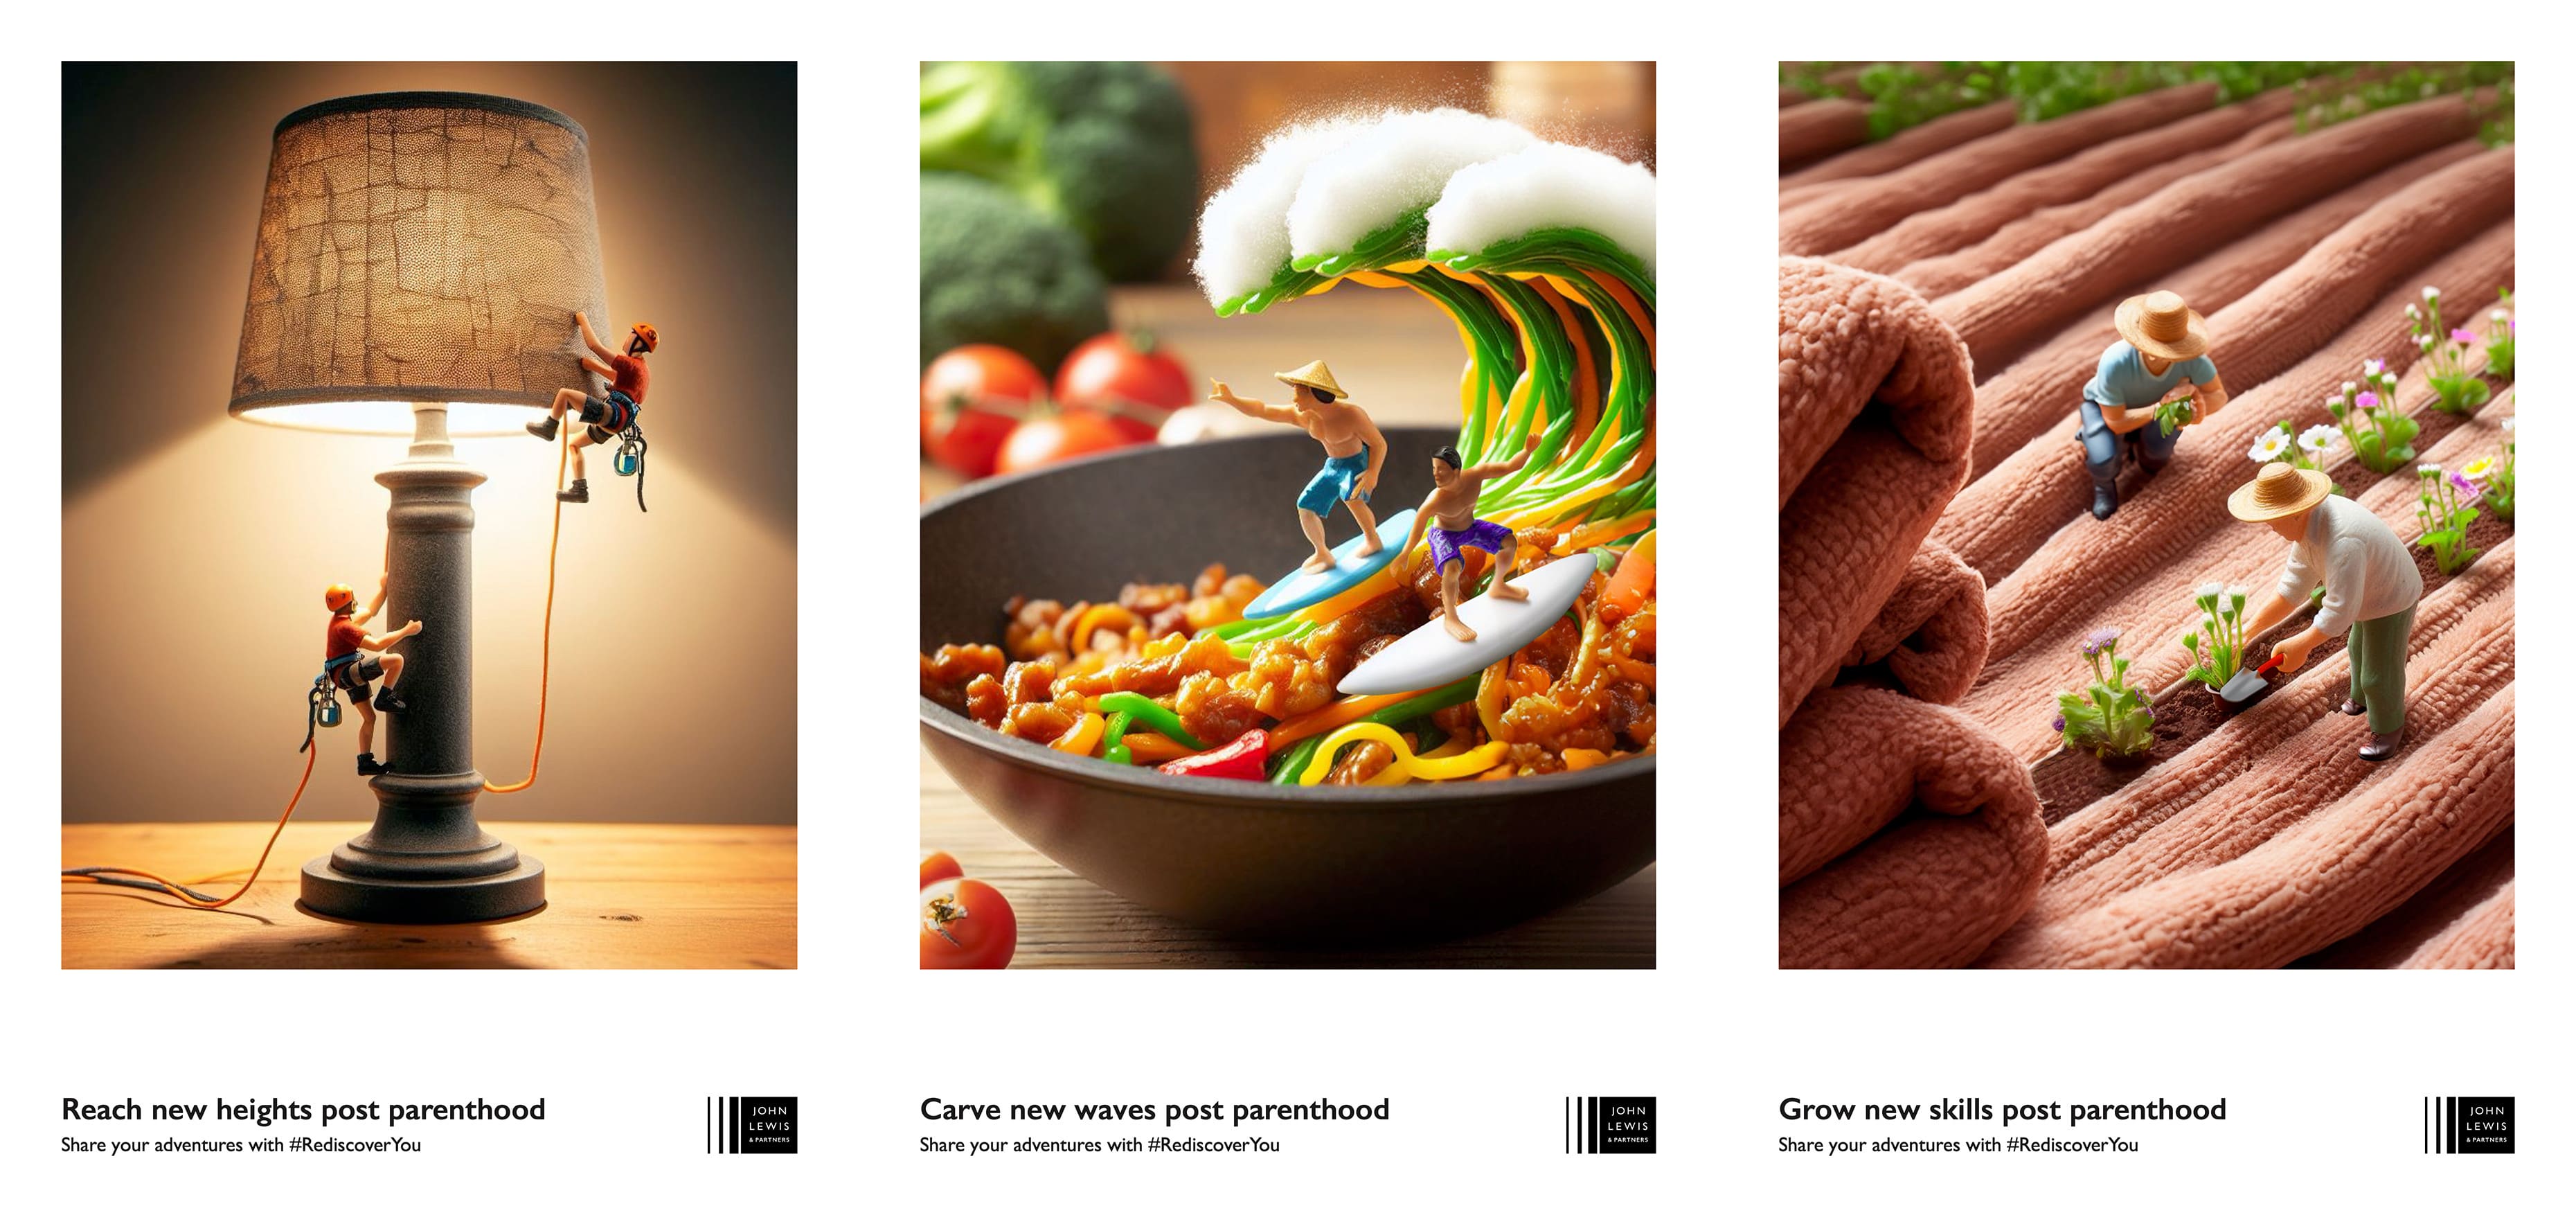 Reach new heights post parenthood
Share your adventures with #RediscoverYou
JOHN
LEWIS
& PARTNERS
Carve new waves post parenthood
Share your adventures with #RediscoverYou
JOHN
LEWIS
& PARTNERS
Grow new skills post parenthood
Share your adventures with #RediscoverYou
JOHN
LEWIS
& PARTNERS